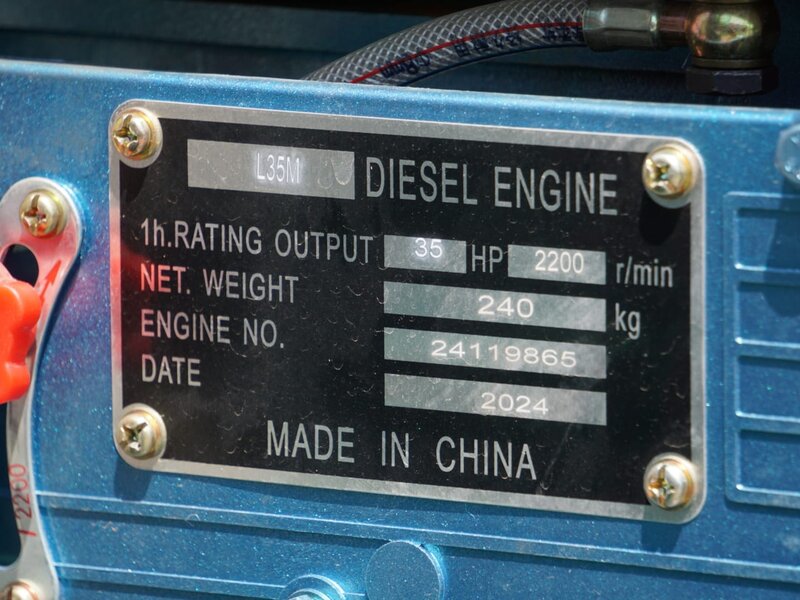 L35M DIESEL ENGINE
1h.RATING OUTPUT 35 HP 2200 r/min
NET. WEIGHT 240 kg
ENGINE NO. 24119865
DATE 2024
MADE IN CHINA
2200